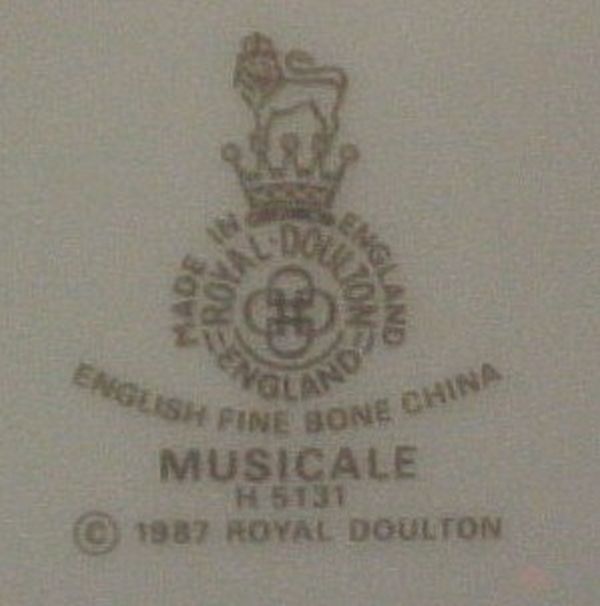 MADE IN ENGLAND
ROYAL · DOULTON
ENGLAND
ENGLISH FINE BONE CHINA
MUSICALE
H 5131
© 1987 ROYAL DOULTON